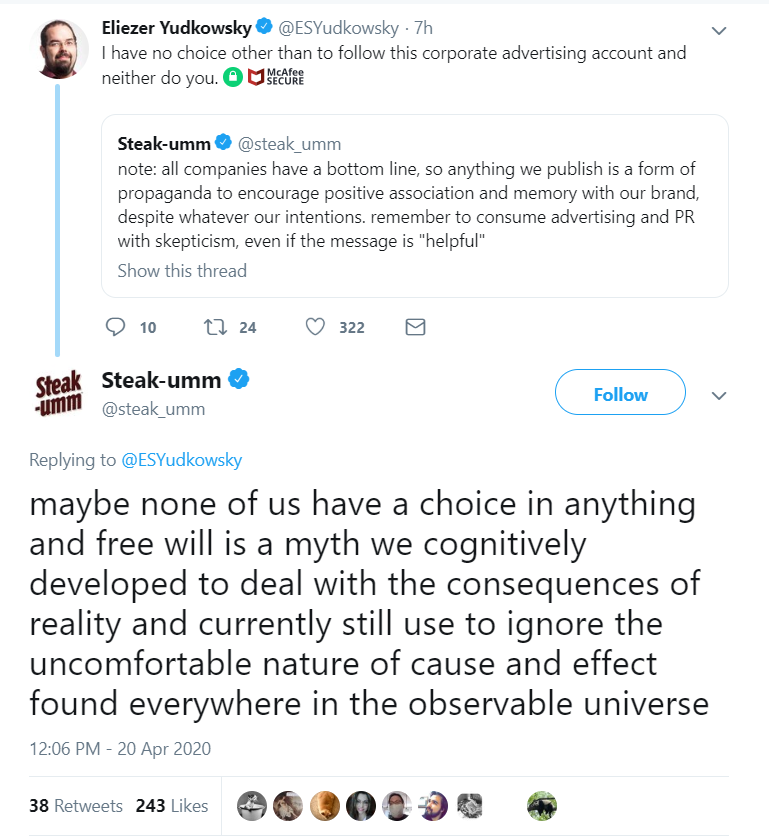 Eliezer Yudkowsky @ESYudkowsky · 7h
I have no choice other than to follow this corporate advertising account and
neither do you. McAfee SECURE
Steak-umm @steak_umm
note: all companies have a bottom line, so anything we publish is a form of
propaganda to encourage positive association and memory with our brand,
despite whatever our intentions. remember to consume advertising and PR
with skepticism, even if the message is "helpful"
Show this thread
10 24 322
Steak-umm
Steak-umm
@steak_umm
Follow
Replying to @ESYudkowsky
maybe none of us have a choice in anything
and free will is a myth we cognitively
developed to deal with the consequences of
reality and currently still use to ignore the
uncomfortable nature of cause and effect
found everywhere in the observable universe
12:06 PM - 20 Apr 2020
38 Retweets 243 Likes